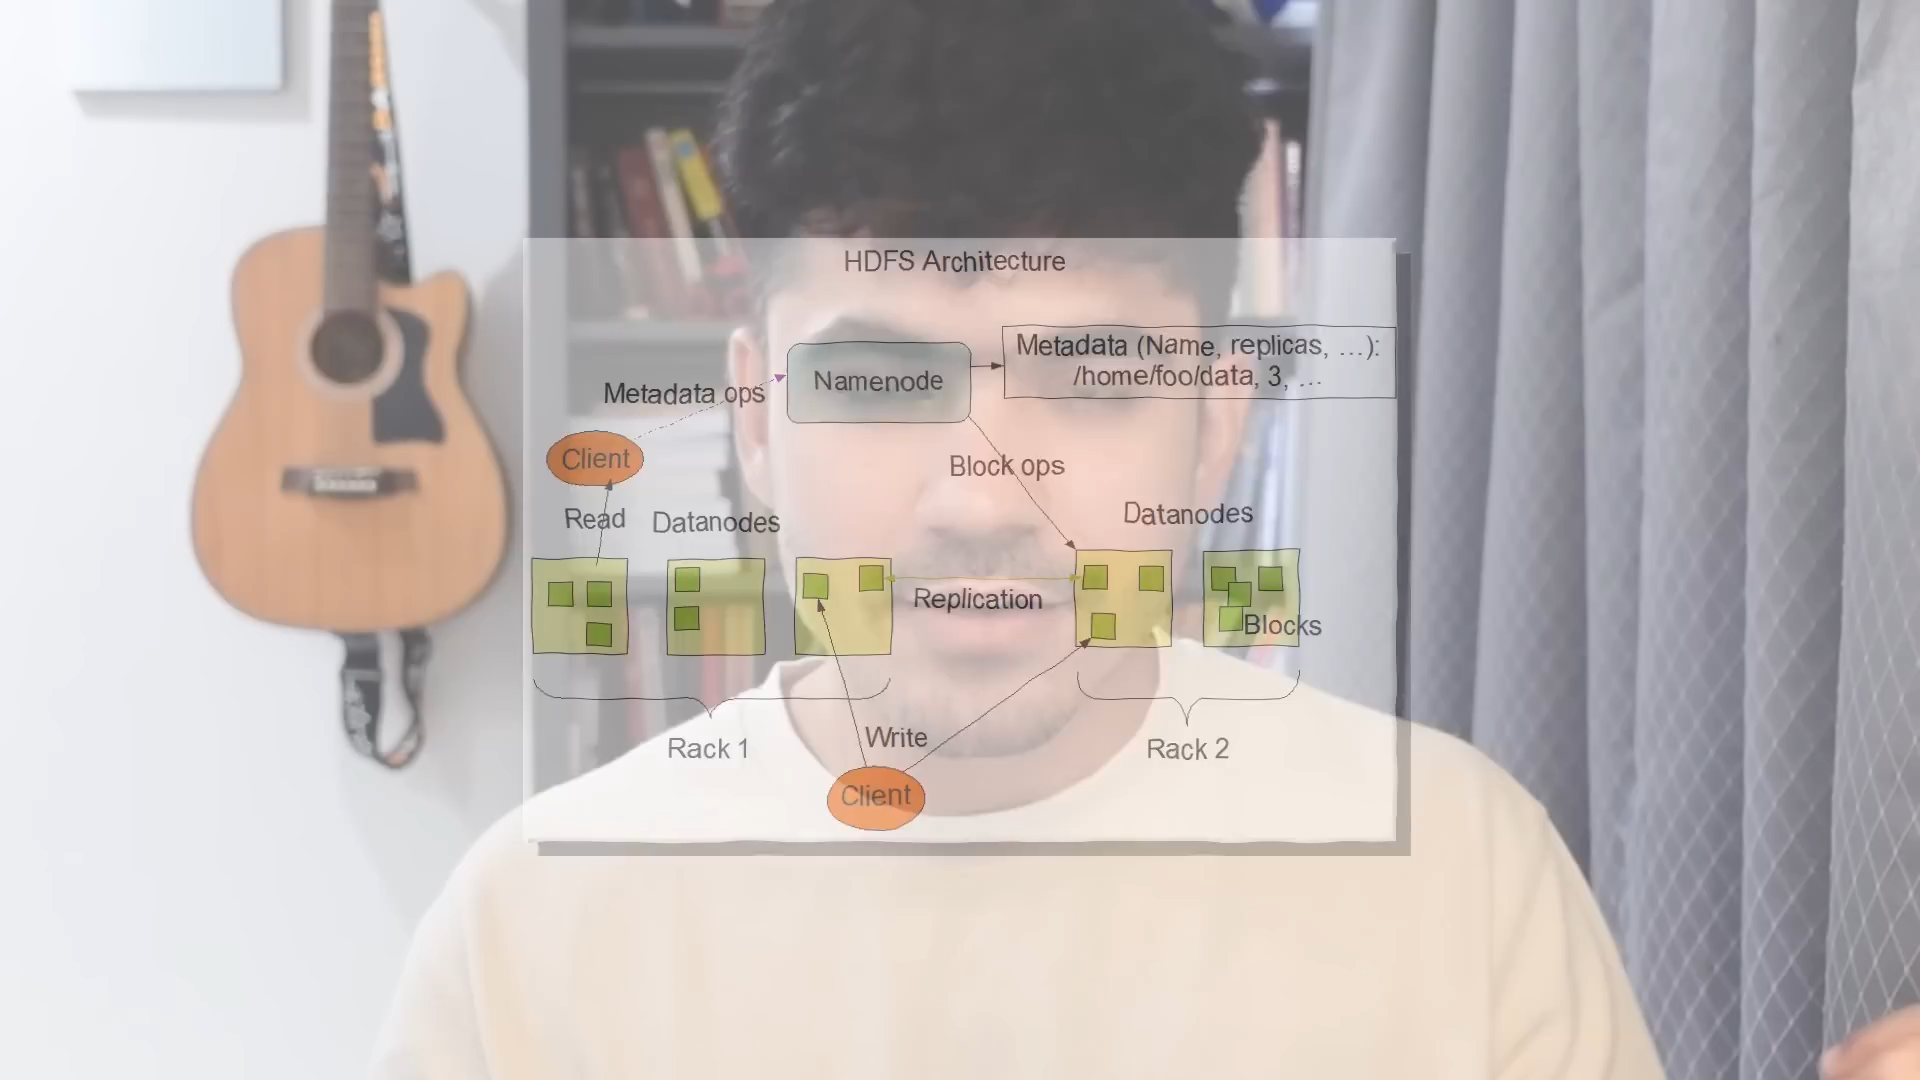 HDFS Architecture
Metadata (Name, replicas, ...):
/home/foo/data, 3, ...
Namenode
Metadata ops
Client
Block ops
Read
Datanodes
Datanodes
Replication
Blocks
Write
Rack 1
Rack 2
Client